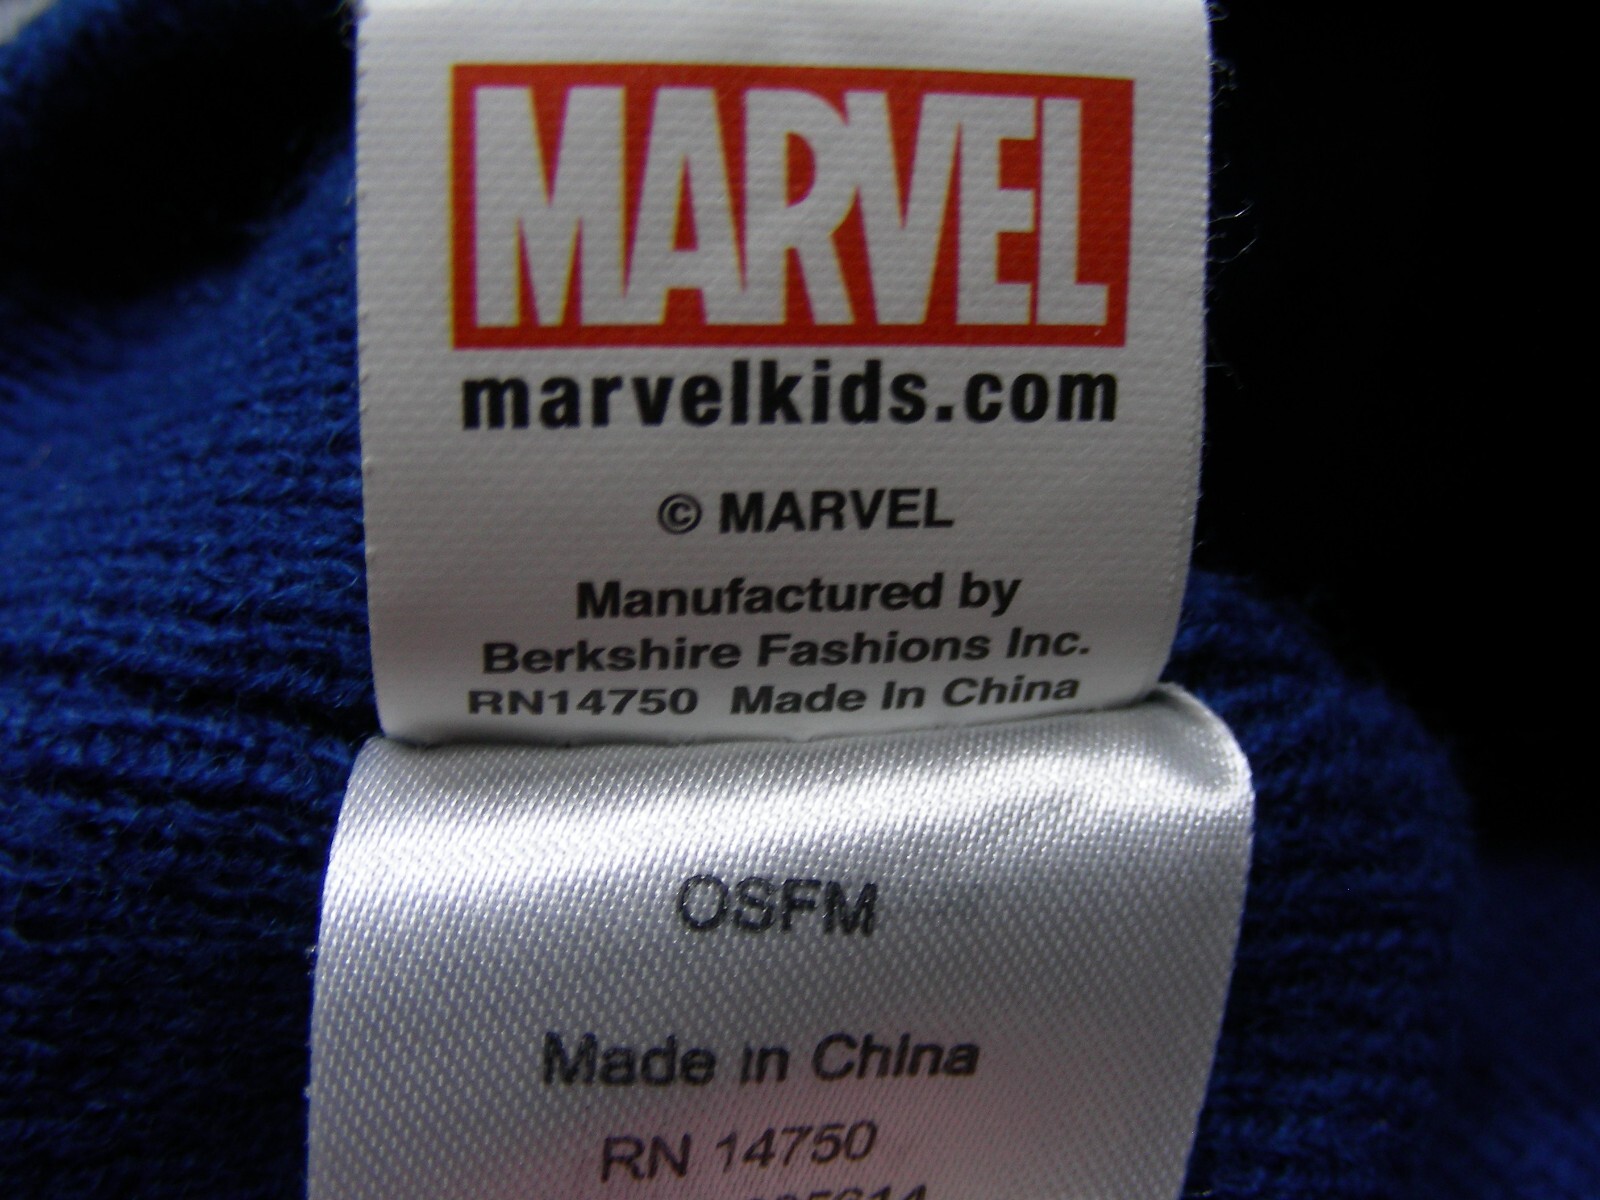 MARVEL
marvelkids.com
© MARVEL
Manufactured by
Berkshire Fashions Inc.
RN14750 Made In China
OSFM
Made in China
RN 14750